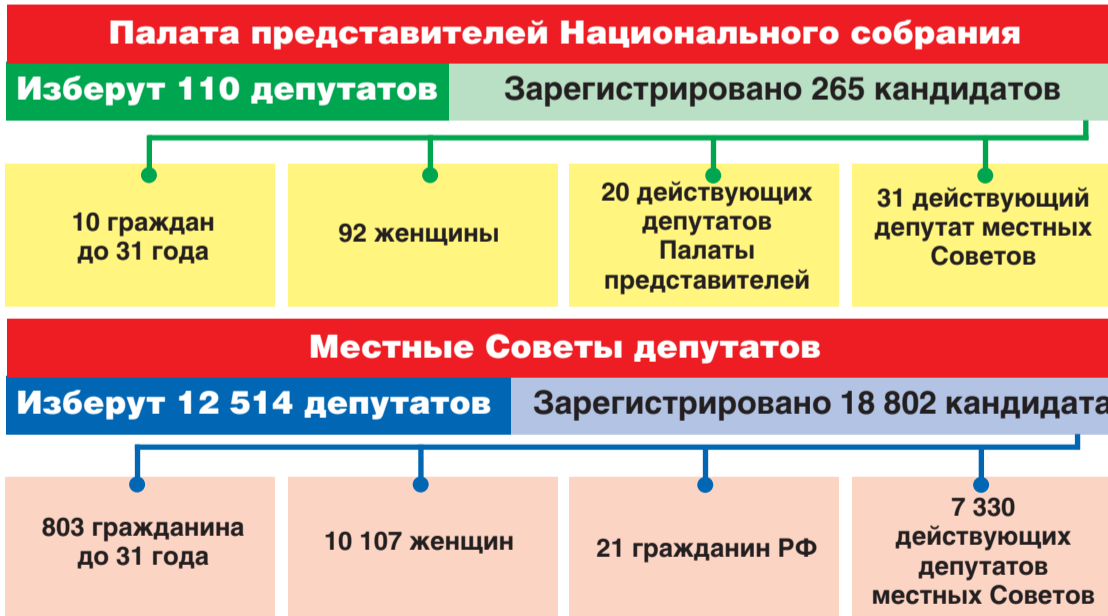 Палата представителей Национального собрания
Изберут 110 депутатов
Зарегистрировано 265 кандидатов
10 граждан
до 31 года
92 женщины
20 действующих
депутатов
Палаты
представителей
31 действующий
депутат местных
Советов
Местные Советы депутатов
Изберут 12 514 депутатов
Зарегистрировано 18 802 кандидата
803 гражданина
до 31 года
10 107 женщин
21 гражданин РФ
7 330
действующих
депутатов
местных Советов